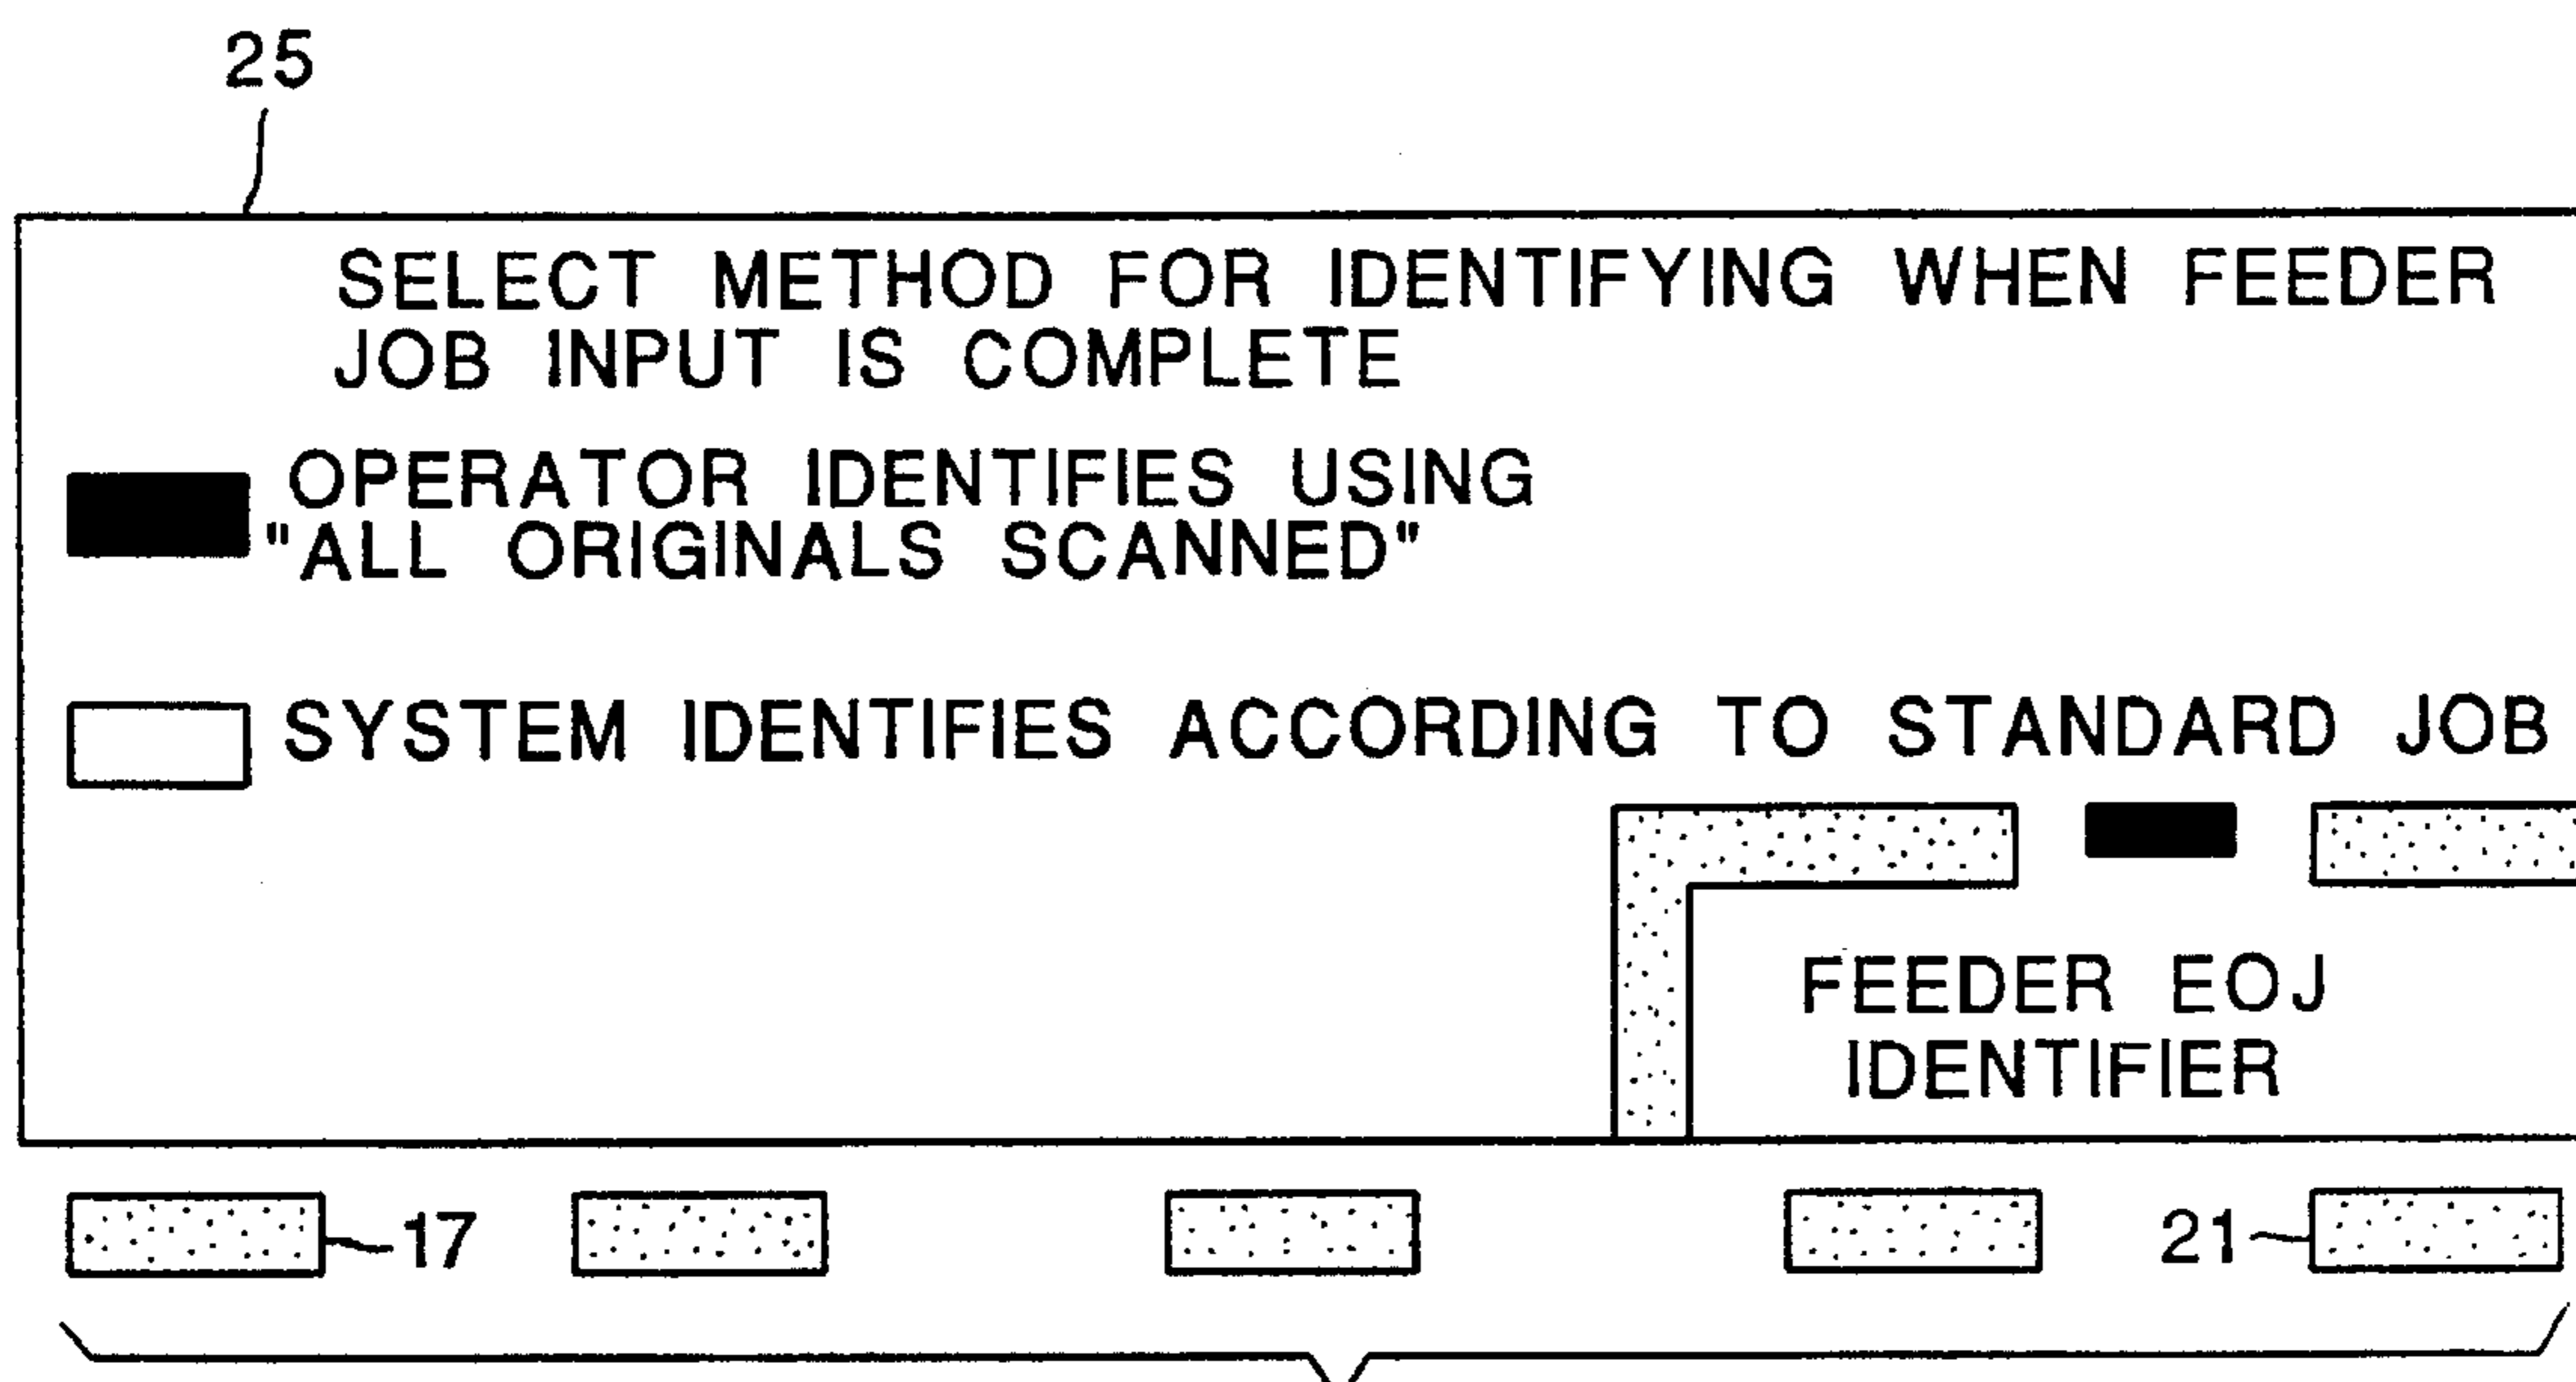 25
SELECT METHOD FOR IDENTIFYING WHEN FEEDER
JOB INPUT IS COMPLETE
OPERATOR IDENTIFIES USING
"ALL ORIGINALS SCANNED"
SYSTEM IDENTIFIES ACCORDING TO STANDARD JOB
FEEDER EOJ
IDENTIFIER
17
21